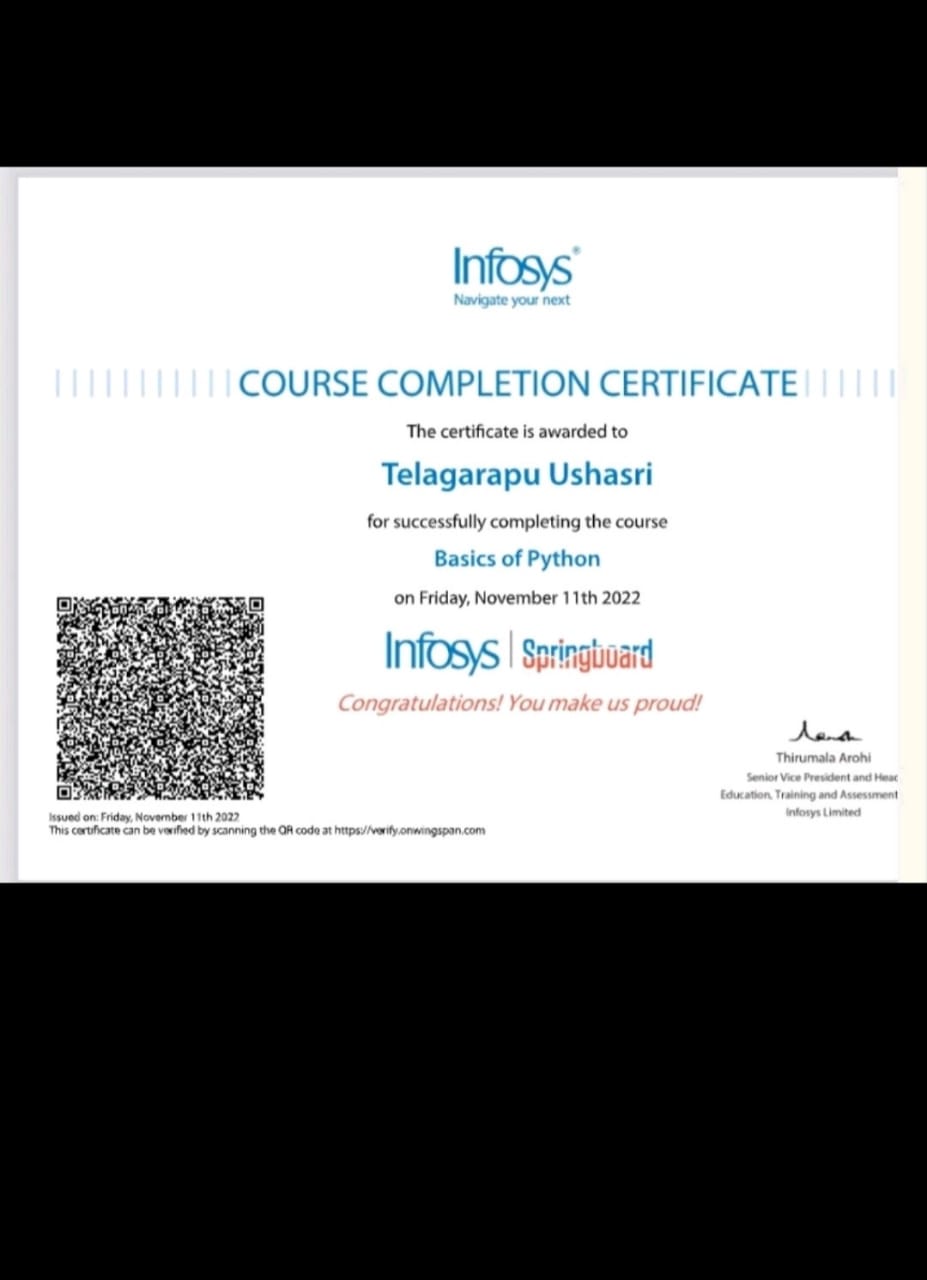 Infosys®
Navigate your next
COURSE COMPLETION CERTIFICATE
The certificate is awarded to
Telagarapu Ushasri
for successfully completing the course
Basics of Python
on Friday, November 11th 2022
Infosys | Springboard
Congratulations! You make us proud!
Thirumala Arohi
Senior Vice President and Head
Education, Training and Assessment
Infosys Limited
Issued on: Friday, November 11th 2022
This certificate can be verified by scanning the QR code at https://verify.onwingspan.com